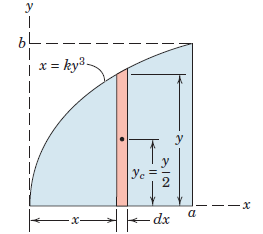 y
b
x = ky³
y
y_c = y/2
x
dx
a
x